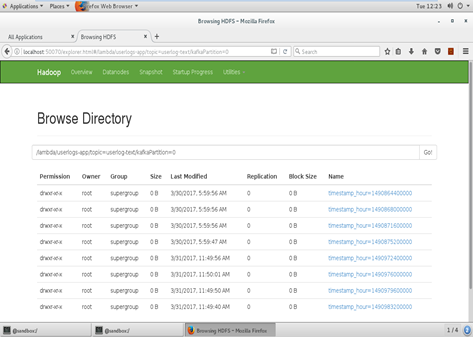 Applications Places Firefox Web Browser Tue 12:23
Browsing HDFS - Mozilla Firefox
All Applications Browsing HDFS
localhost:50070/explorer.html#/lambda/userlogs-app/topic=userlog-text/kafkaPartition=0 Search
Hadoop Overview Datanodes Snapshot Startup Progress Utilities
Browse Directory
/lambda/userlogs-app/topic=userlog-text/kafkaPartition=0 Go!
Permission Owner Group Size Last Modified Replication Block Size Name
drwxr-xr-x root supergroup 0 B 3/30/2017, 5:59:56 AM 0 0 B timestamp_hour=1490864400000
drwxr-xr-x root supergroup 0 B 3/30/2017, 5:59:56 AM 0 0 B timestamp_hour=1490868000000
drwxr-xr-x root supergroup 0 B 3/30/2017, 5:59:56 AM 0 0 B timestamp_hour=1490871600000
drwxr-xr-x root supergroup 0 B 3/30/2017, 5:59:47 AM 0 0 B timestamp_hour=1490875200000
drwxr-xr-x root supergroup 0 B 3/31/2017, 11:49:56 AM 0 0 B timestamp_hour=1490972400000
drwxr-xr-x root supergroup 0 B 3/31/2017, 11:50:01 AM 0 0 B timestamp_hour=1490976000000
drwxr-xr-x root supergroup 0 B 3/31/2017, 11:49:50 AM 0 0 B timestamp_hour=1490979600000
drwxr-xr-x root supergroup 0 B 3/31/2017, 11:49:40 AM 0 0 B timestamp_hour=1490983200000
@sandbox:/ @sandbox:/ Browsing HDFS - Mozilla Firefox 1 / 4